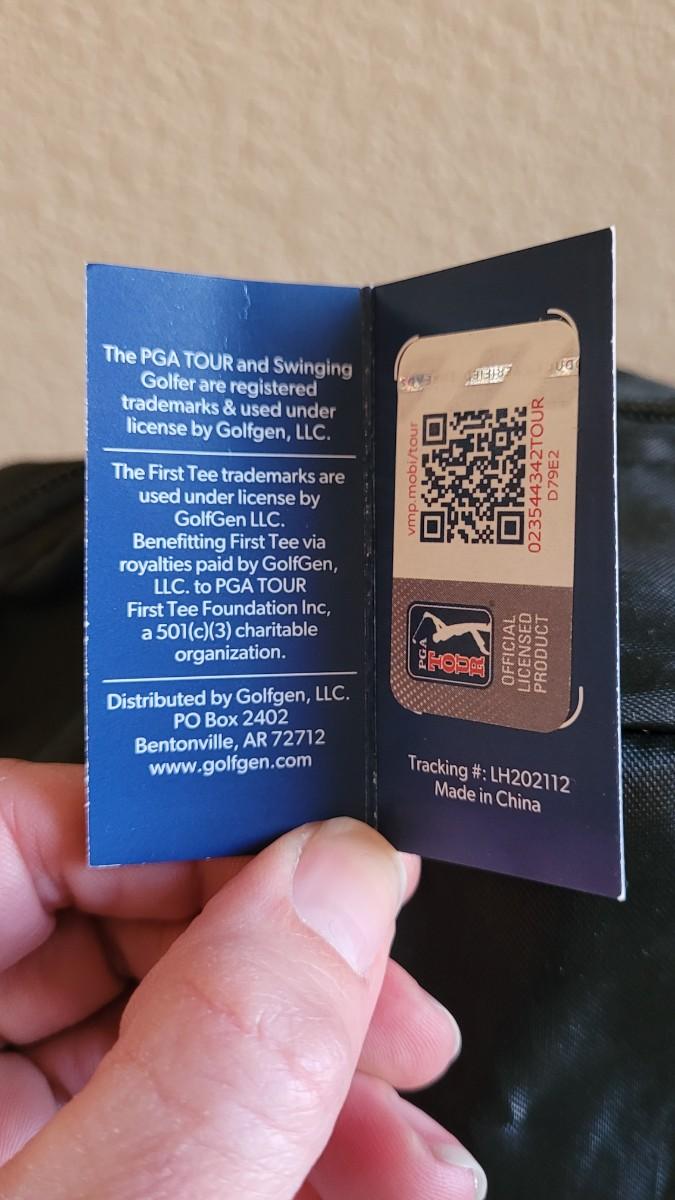 The PGA TOUR and Swinging
Golfer are registered
trademarks & used under
license by Golfgen, LLC.
The First Tee trademarks are
used under license by
GolfGen LLC.
Benefitting First Tee via
royalties paid by GolfGen,
LLC. to PGA TOUR
First Tee Foundation Inc,
a 501(c)(3) charitable
organization.
Distributed by Golfgen, LLC.
PO Box 2402
Bentonville, AR 72712
www.golfgen.com
vmp.mobi/tour
023544342TOUR
D79E2
PGA
TOUR
OFFICIAL
LICENSED
PRODUCT
Tracking #: LH202112
Made in China